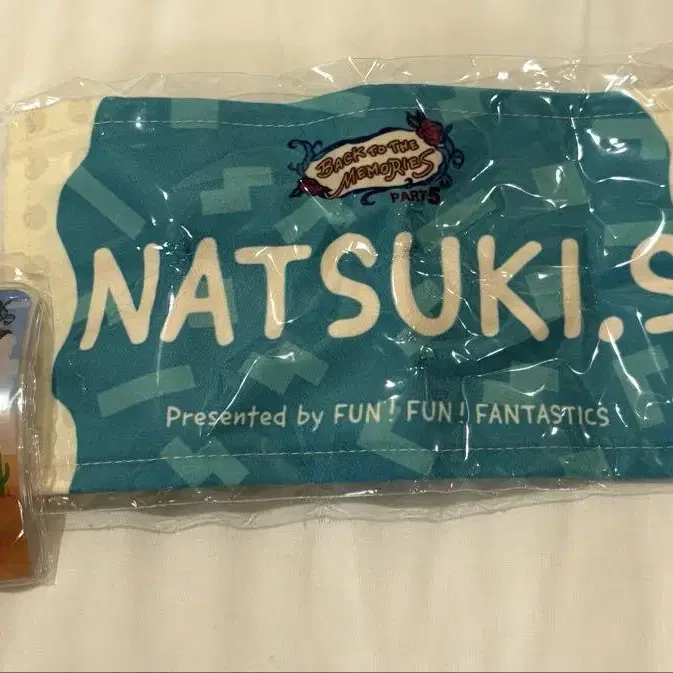 BACK TO THE
MEMORIES
PART5
NATSUKI.S
Presented by FUN! FUN! FANTASTICS